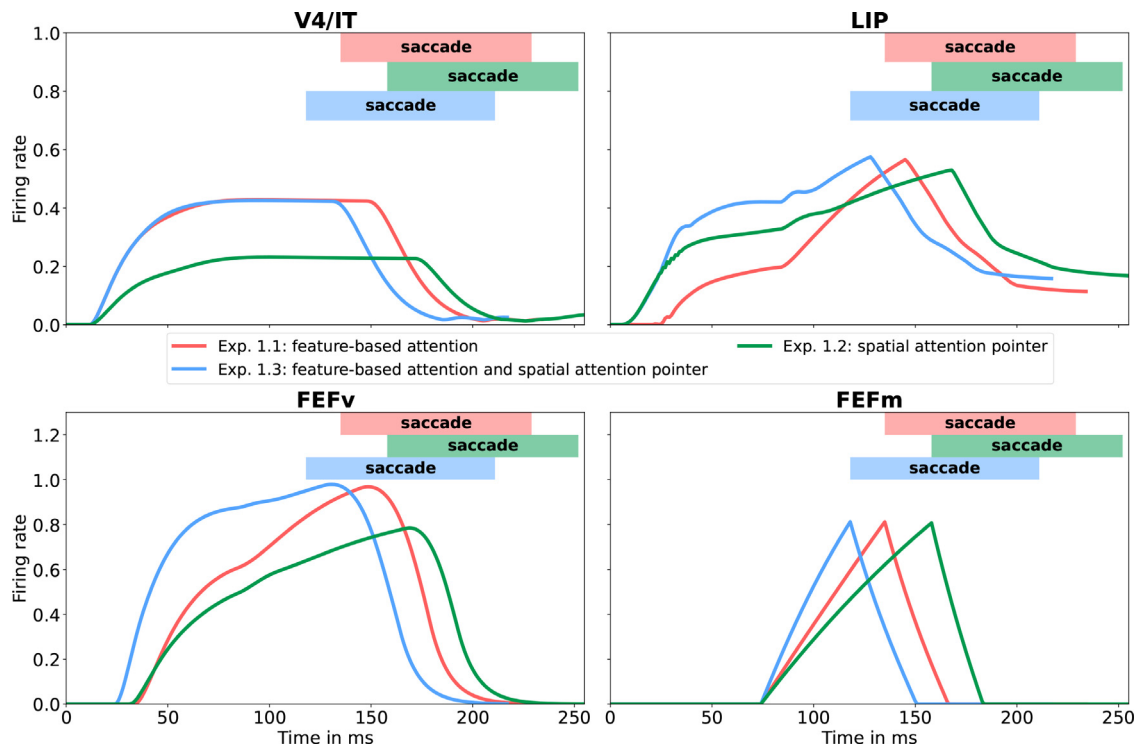 V4/IT
LIP
1.0
0.8
0.6
0.4
0.2
0.0
Firing rate
saccade
saccade
saccade
saccade
saccade
saccade
Exp. 1.1: feature-based attention
Exp. 1.2: spatial attention pointer
Exp. 1.3: feature-based attention and spatial attention pointer
FEFv
FEFm
1.2
1.0
0.8
0.6
0.4
0.2
0.0
Firing rate
saccade
saccade
saccade
saccade
saccade
saccade
0 50 100 150 200 250
0 50 100 150 200 250
Time in ms
Time in ms